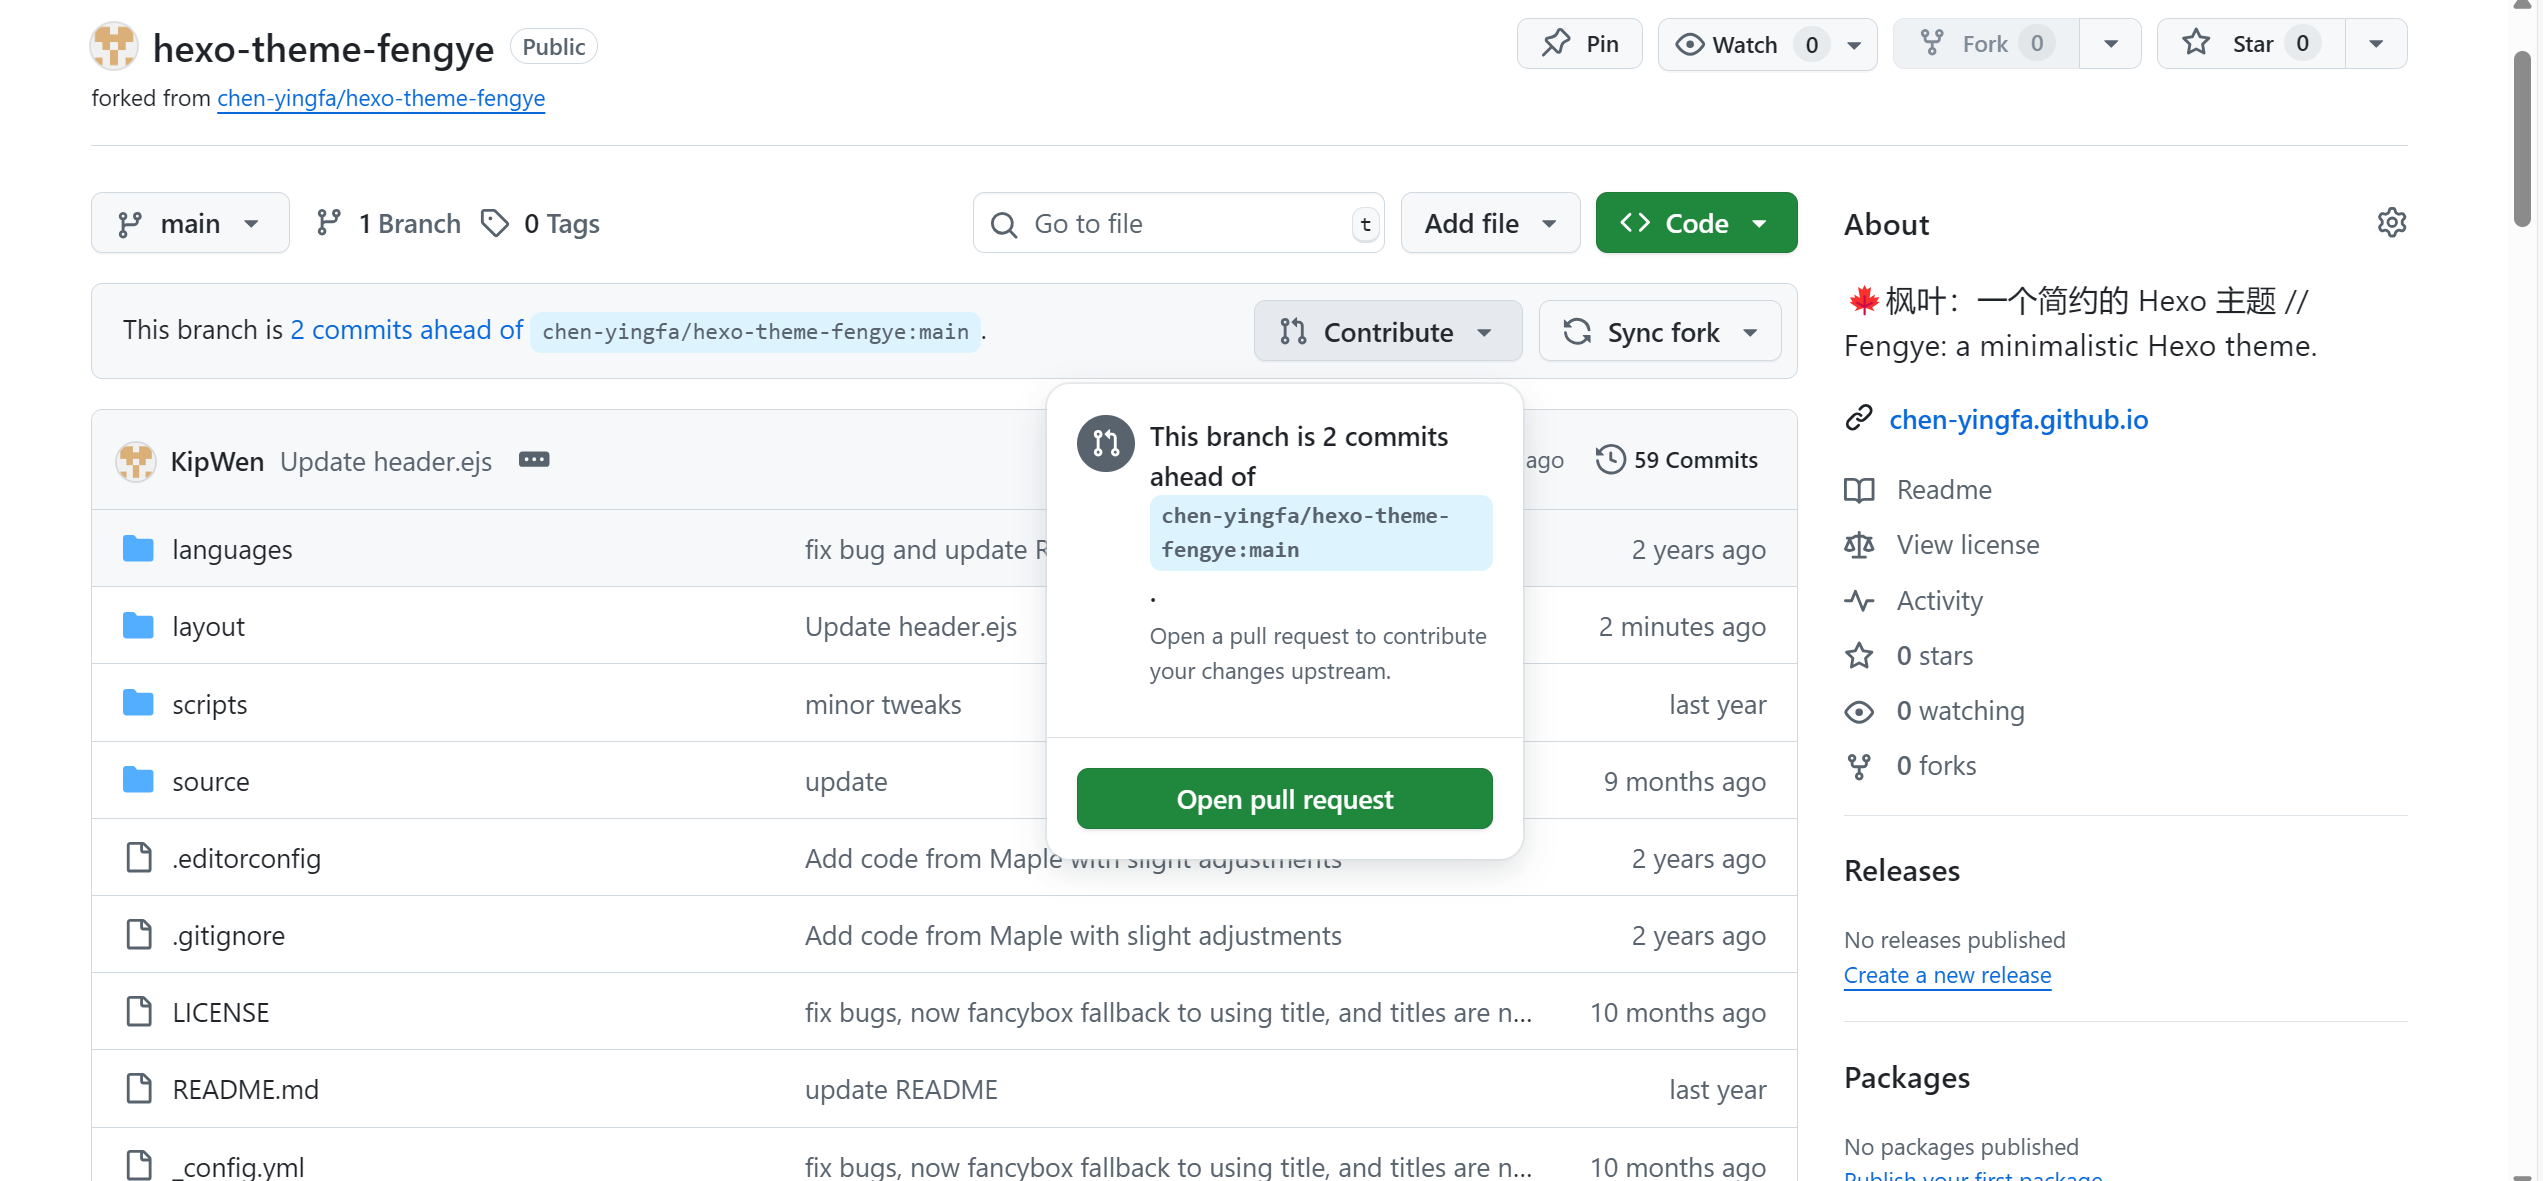 hexo-theme-fengye Public
Pin
Watch 0
Fork 0
Star 0
forked from chen-yingfa/hexo-theme-fengye
main
1 Branch
0 Tags
Go to file t
Add file
Code
This branch is 2 commits ahead of chen-yingfa/hexo-theme-fengye:main .
Contribute
Sync fork
This branch is 2 commits
ahead of
chen-yingfa/hexo-theme-
fengye:main
.
Open a pull request to contribute
your changes upstream.
Open pull request
KipWen Update header.ejs ago 59 Commits
languages fix bug and update 2 years ago
layout Update header.ejs 2 minutes ago
scripts minor tweaks last year
source update 9 months ago
.editorconfig Add code from Maple with slight adjustments 2 years ago
.gitignore Add code from Maple with slight adjustments 2 years ago
LICENSE fix bugs, now fancybox fallback to using title, and titles are n... 10 months ago
README.md update README last year
_config.yml fix bugs, now fancybox fallback to using title, and titles are n... 10 months ago
About
🍁枫叶：一个简约的 Hexo 主题 //
Fengye: a minimalistic Hexo theme.
chen-yingfa.github.io
Readme
View license
Activity
0 stars
0 watching
0 forks
Releases
No releases published
Create a new release
Packages
No packages published
Publish your first package